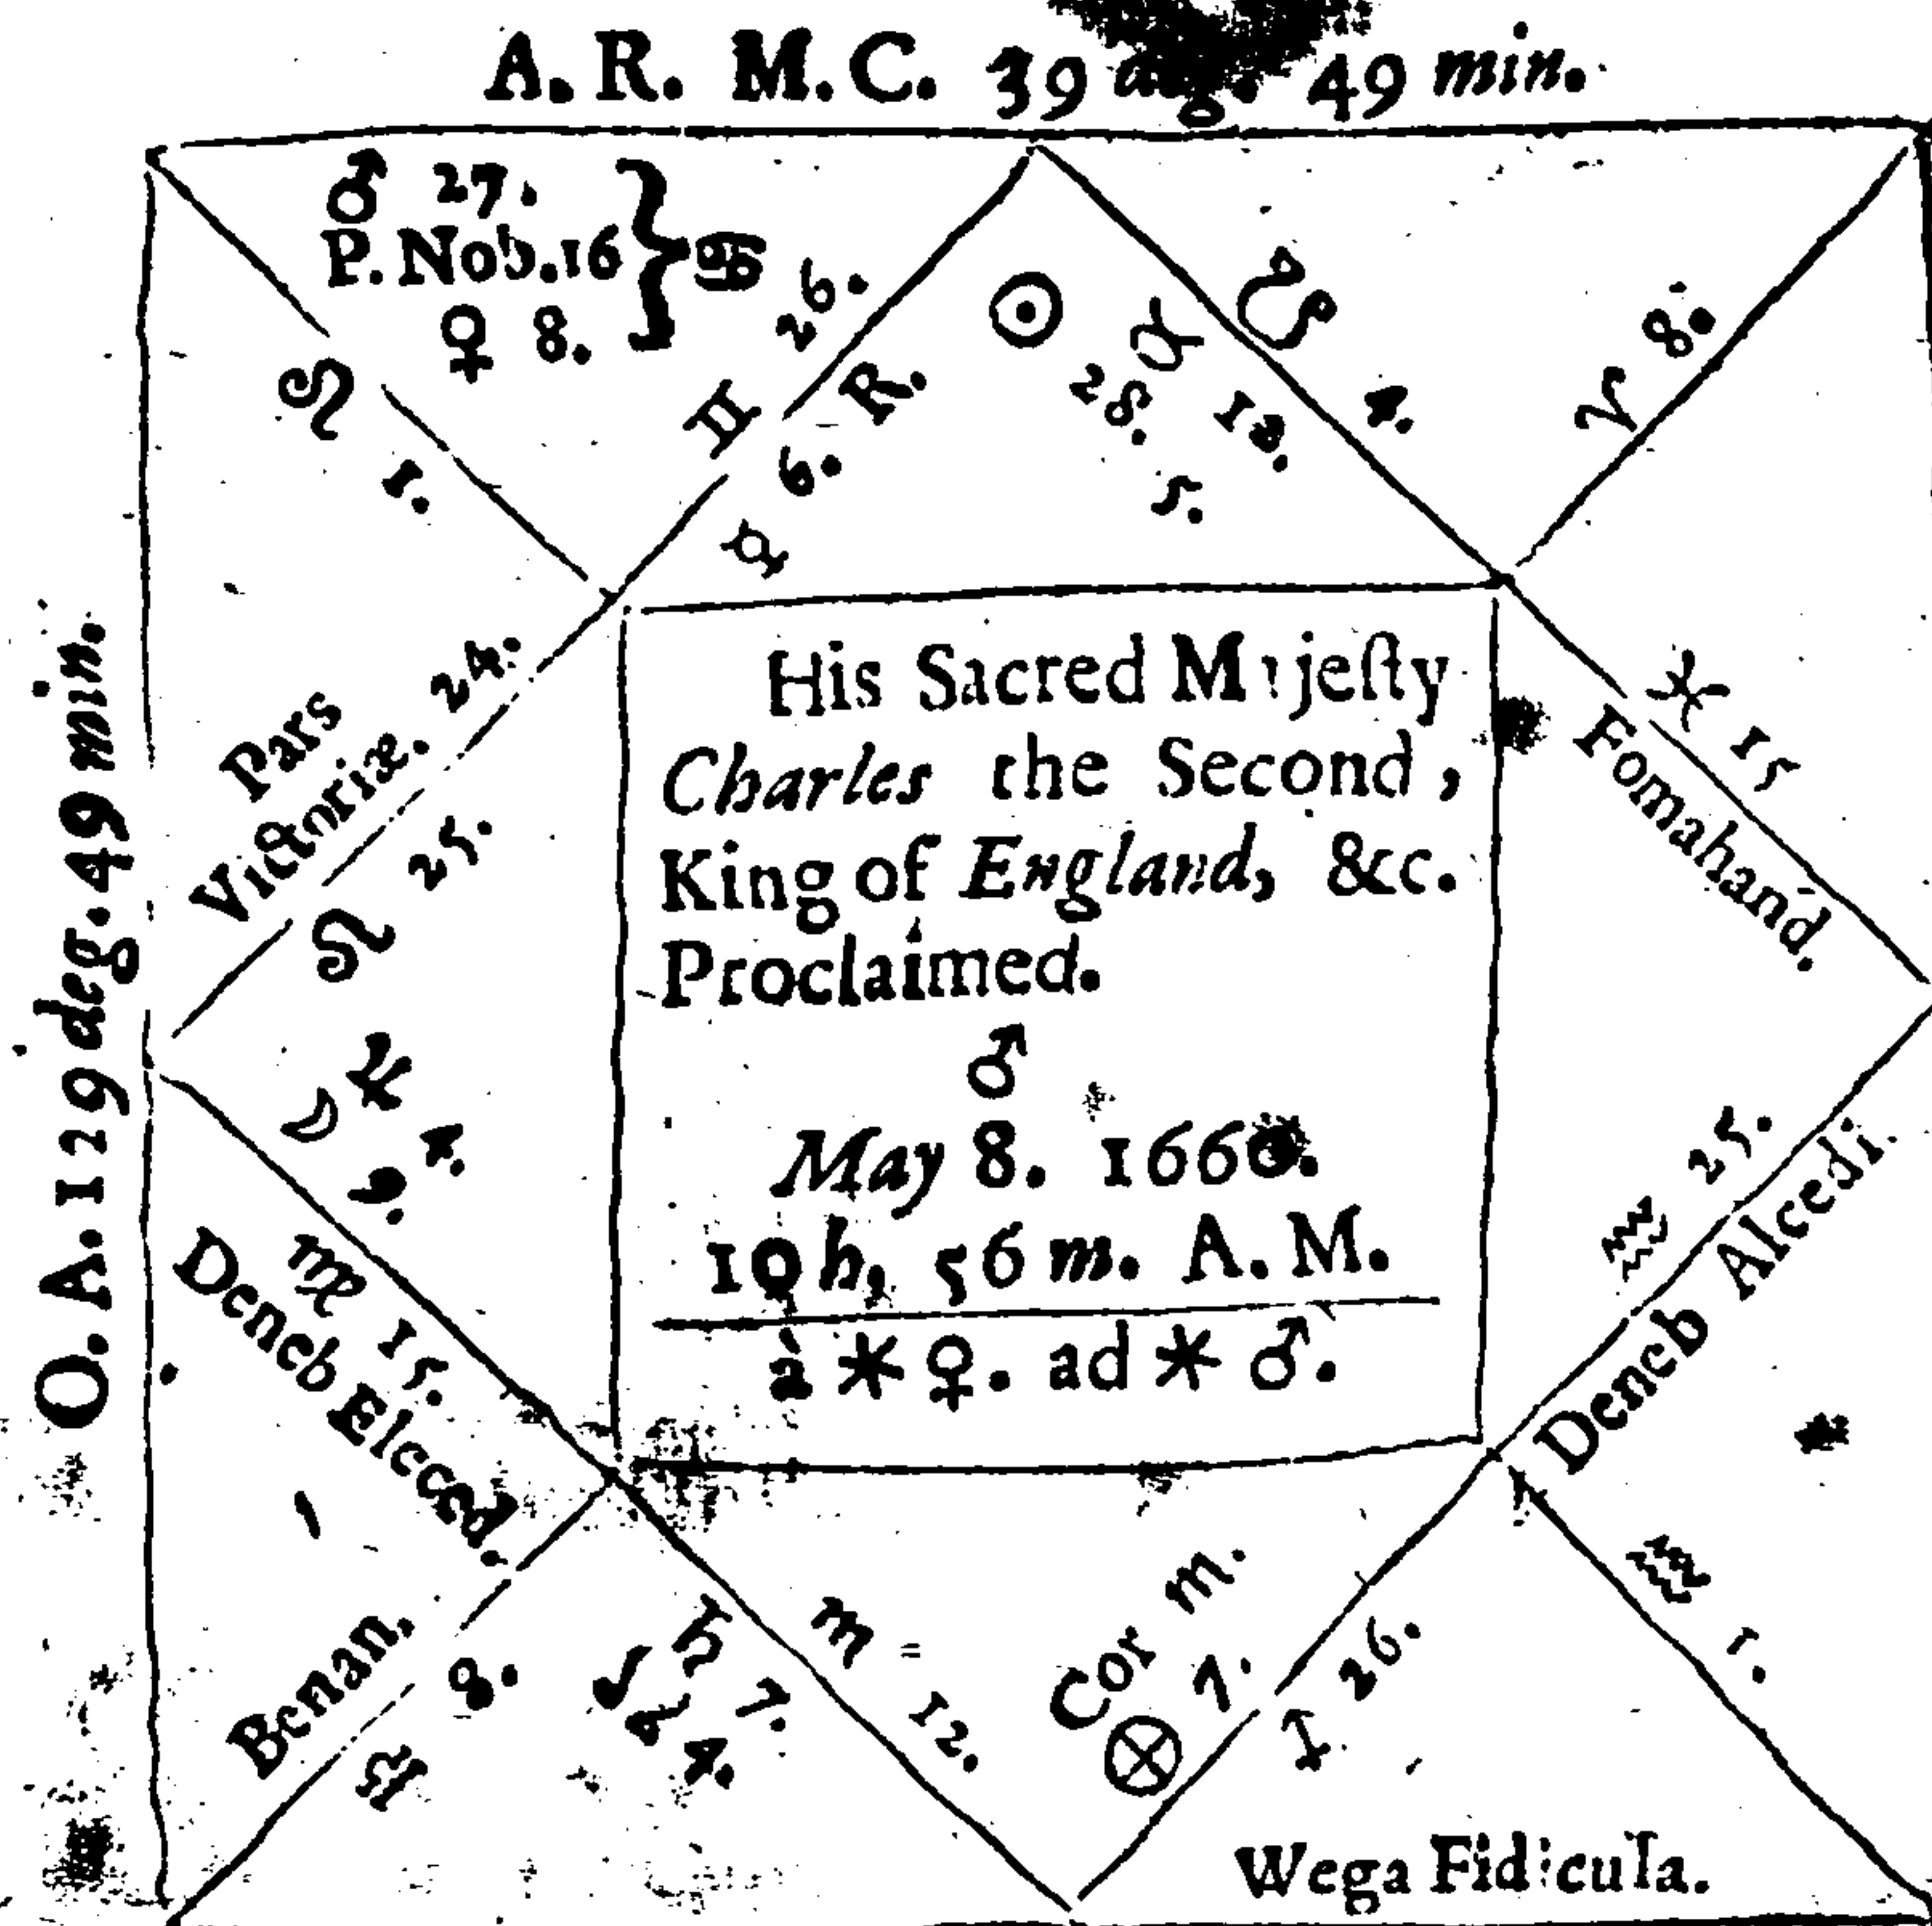 A. R. M. C. 39 deg. 49 min.
♂ 27.
P. Nob. 16 } ♋
♀ 8.
♊ 26.
☿ 6. R.
☉ 28.
♉ 12.
5.
☋ 4.
♈ 8.
♌ 1.
O. A. 129 deg. 49 min.
Pars
Victoriæ. 24.
♌ 25.
☽
♃ 4.
♍ 15.
Deneb Eleced.
His Sacred Majeſty
Charles the Second,
King of England, &c.
Proclaimed.
♂
May 8. 1660.
10 h, 56 m. A. M.
à ⚹ ♀. ad ⚹ ♂.
⚹ 15
Fomahand.
♒ 25.
Deneb Alcedi.
♒ 1.
Benan.
♎ 8.
♄ 7.
4.
♏ 12.
Cor ♏.
⊗ 7.
♐ 26.
Wega Fidicula.